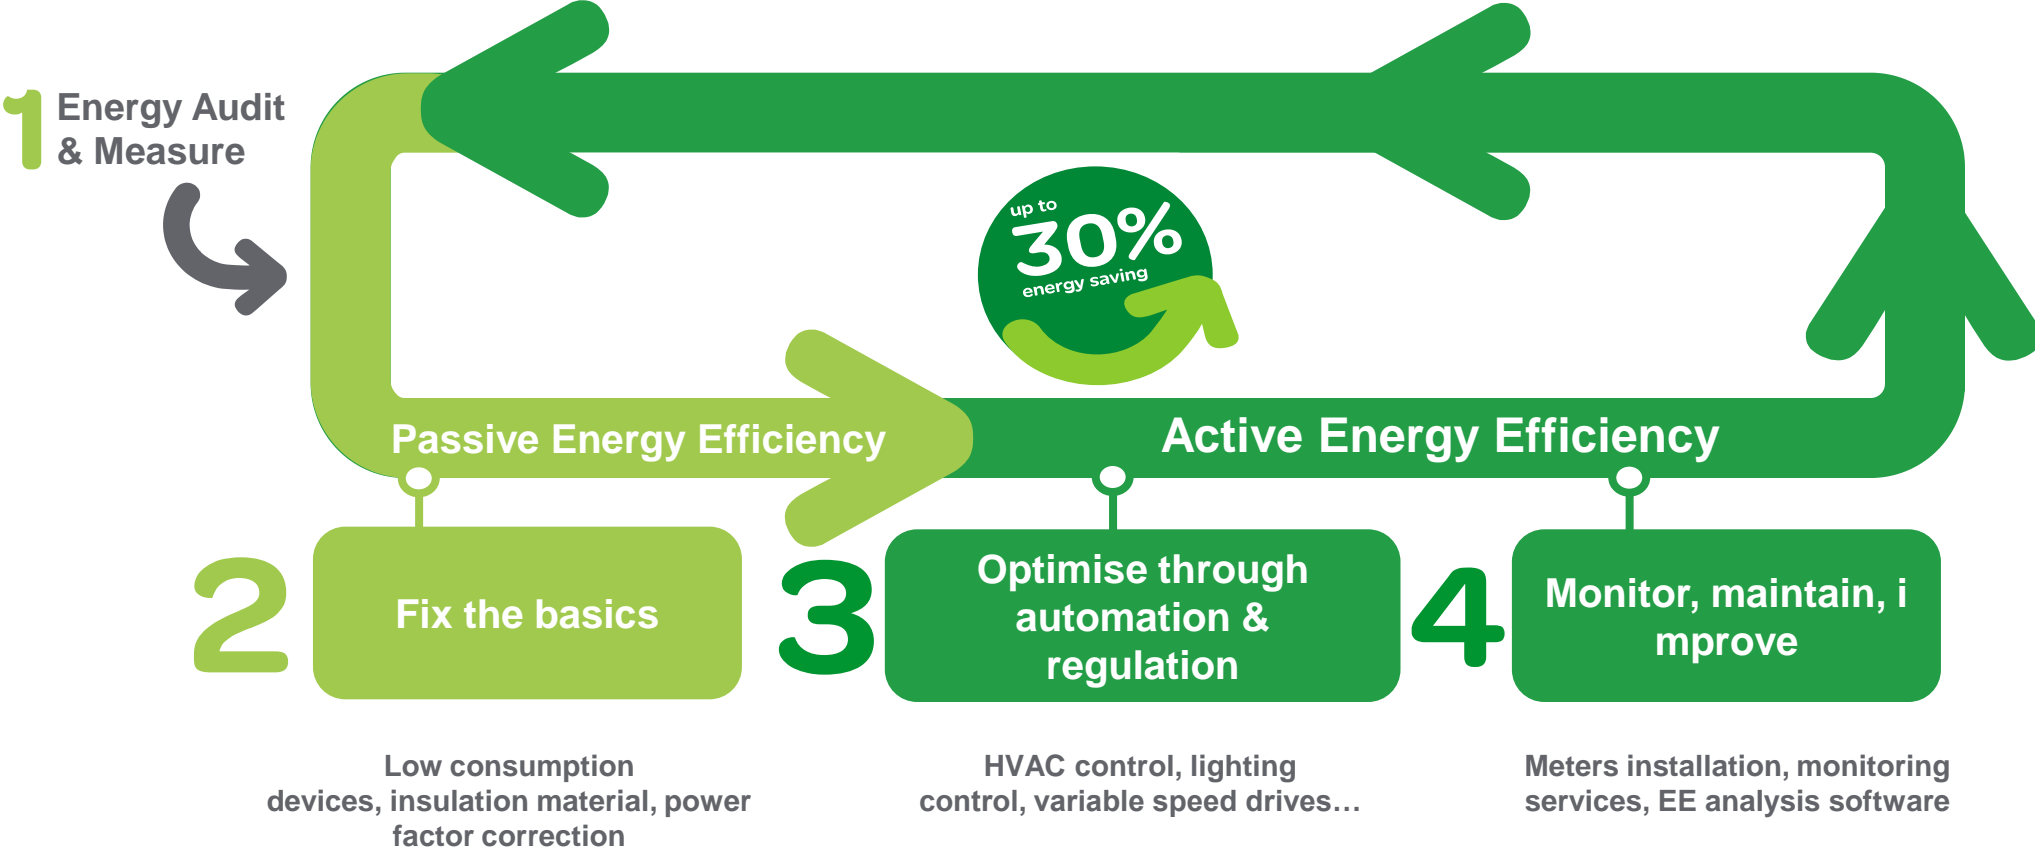 1
Energy Audit
& Measure
up to
30%
energy saving
Passive Energy Efficiency
Active Energy Efficiency
2
Fix the basics
3
Optimise through
automation &
regulation
4
Monitor, maintain, i
mprove
Low consumption
devices, insulation material, power
factor correction
HVAC control, lighting
control, variable speed drives…
Meters installation, monitoring
services, EE analysis software